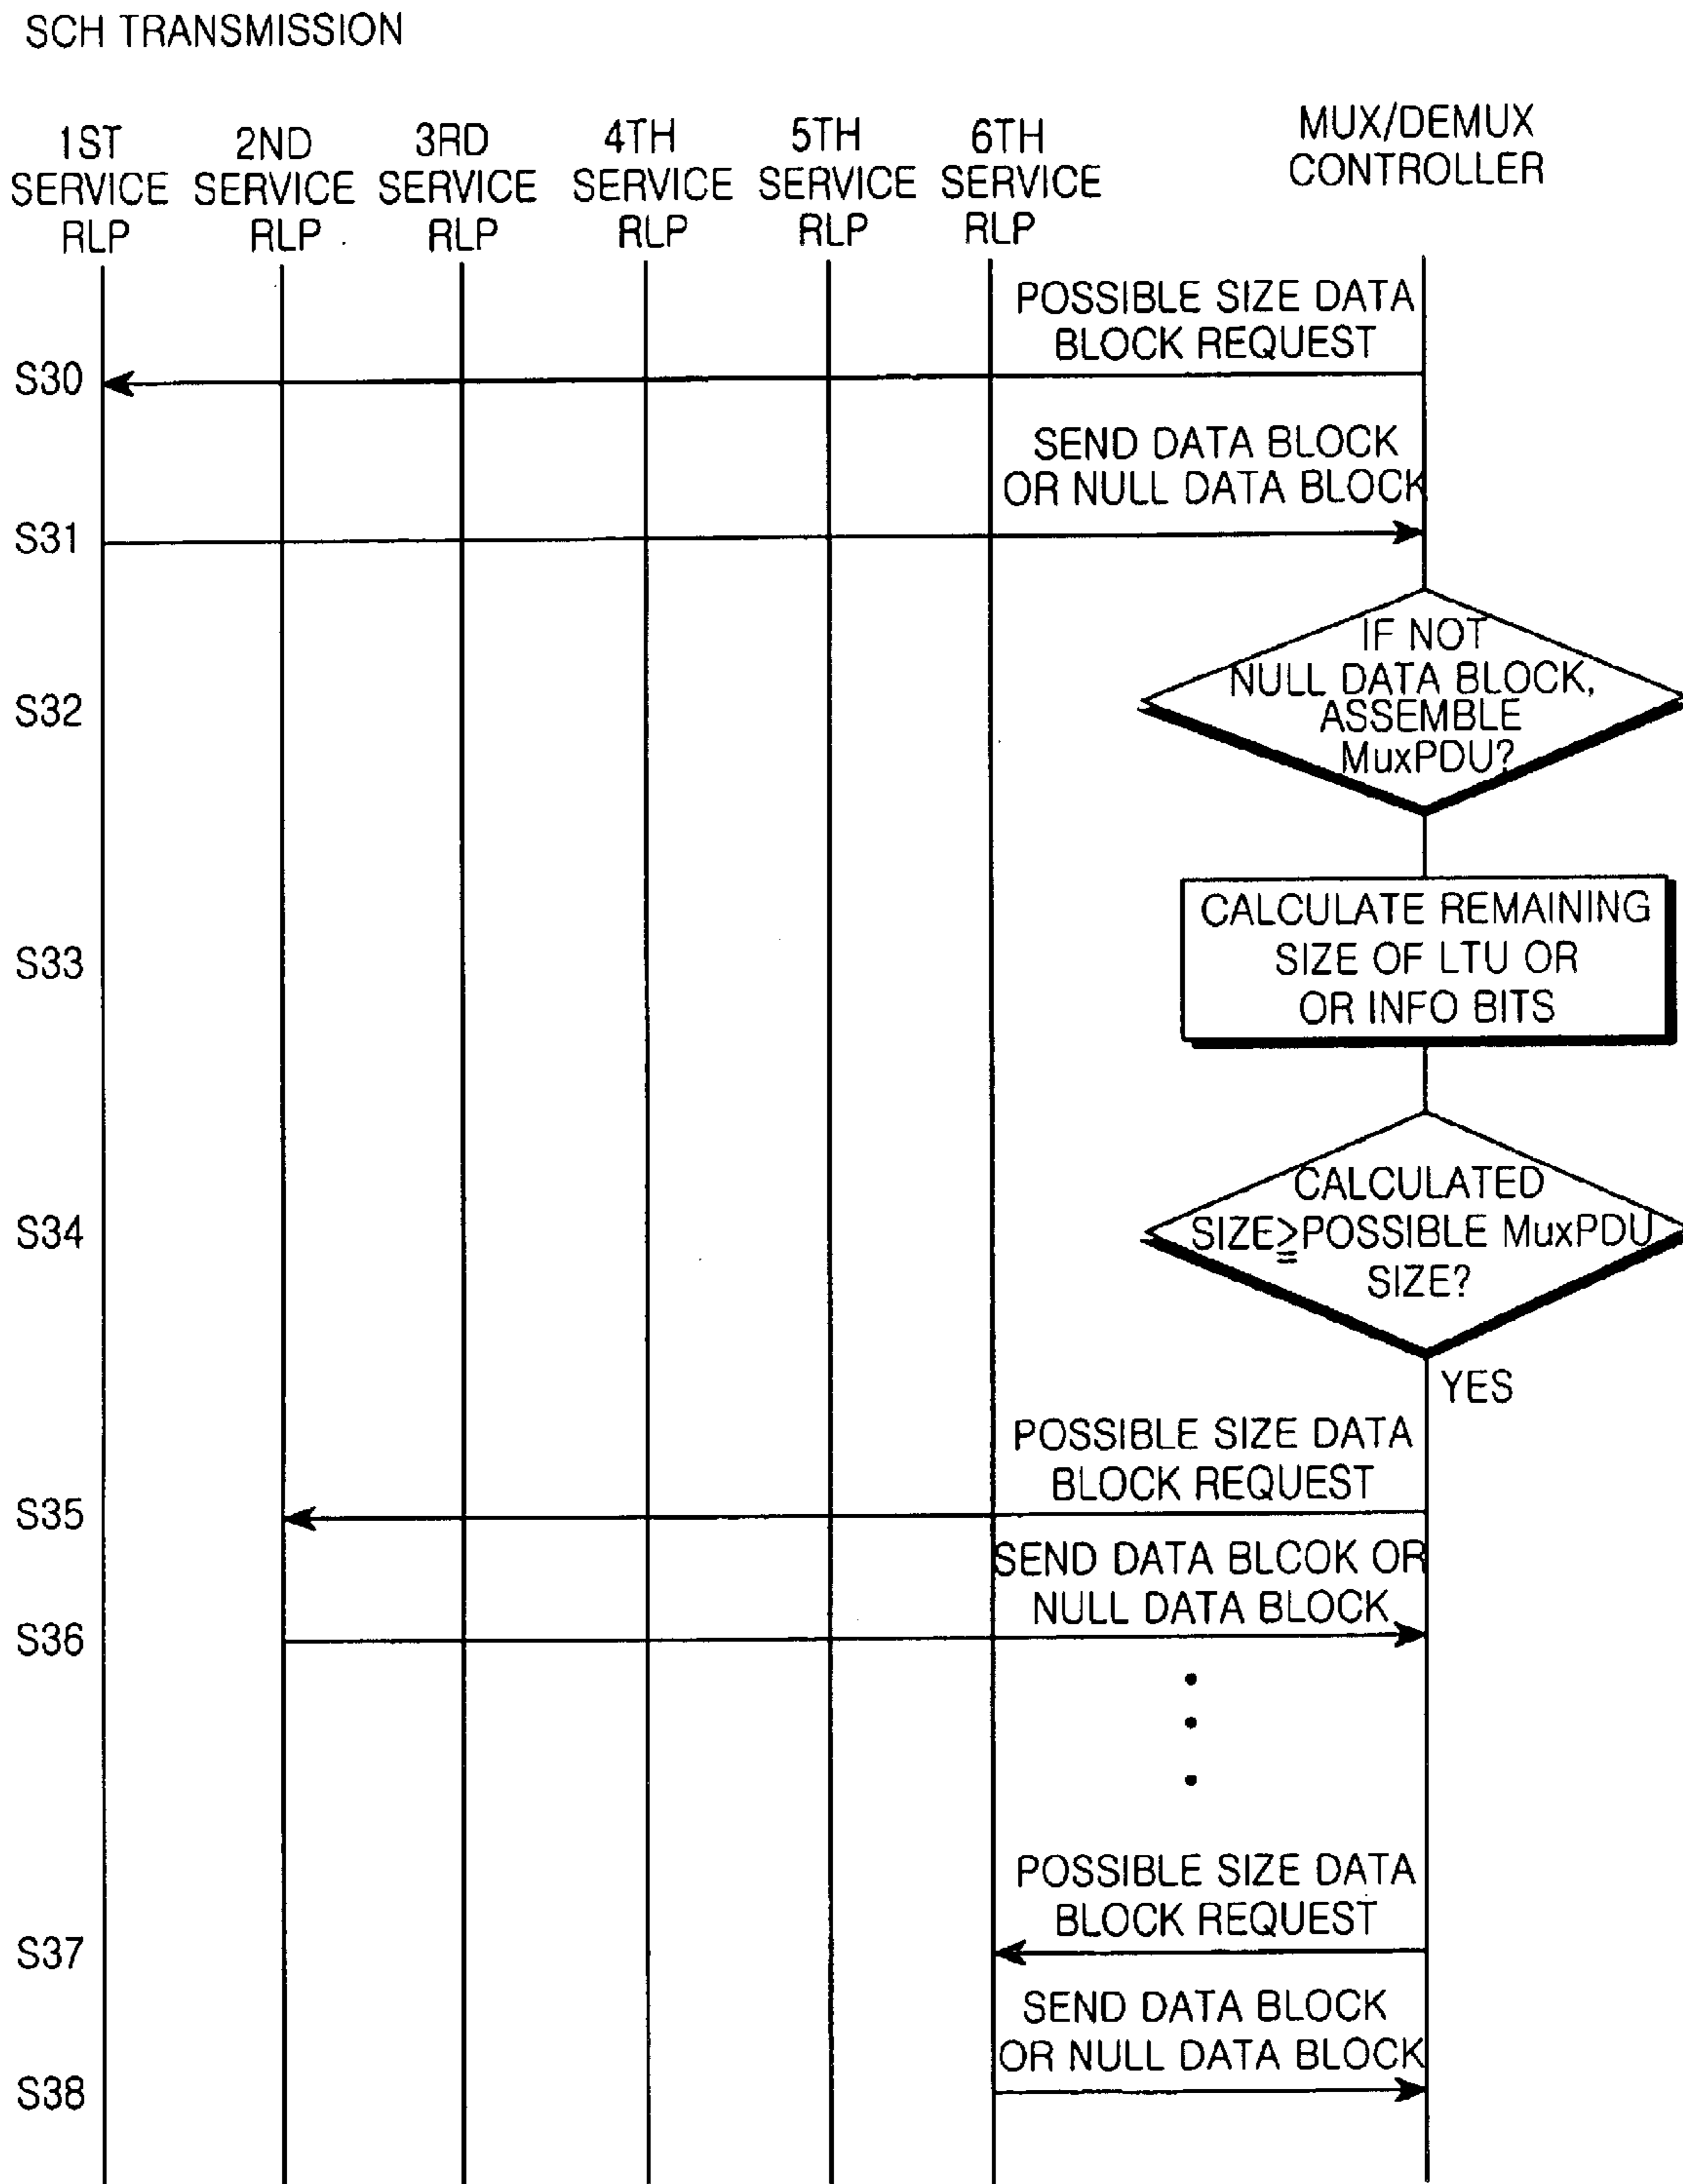 SCH TRANSMISSION
1ST
SERVICE
RLP
2ND
SERVICE
RLP
3RD
SERVICE
RLP
4TH
SERVICE
RLP
5TH
SERVICE
RLP
6TH
SERVICE
RLP
MUX/DEMUX
CONTROLLER
POSSIBLE SIZE DATA
BLOCK REQUEST
S30
SEND DATA BLOCK
OR NULL DATA BLOCK
S31
IF NOT
NULL DATA BLOCK,
ASSEMBLE
MuxPDU?
S32
CALCULATE REMAINING
SIZE OF LTU OR
OR INFO BITS
S33
CALCULATED
SIZE≧POSSIBLE MuxPDU
SIZE?
S34
YES
POSSIBLE SIZE DATA
BLOCK REQUEST
S35
SEND DATA BLCOK OR
NULL DATA BLOCK
S36
POSSIBLE SIZE DATA
BLOCK REQUEST
S37
SEND DATA BLOCK
OR NULL DATA BLOCK
S38